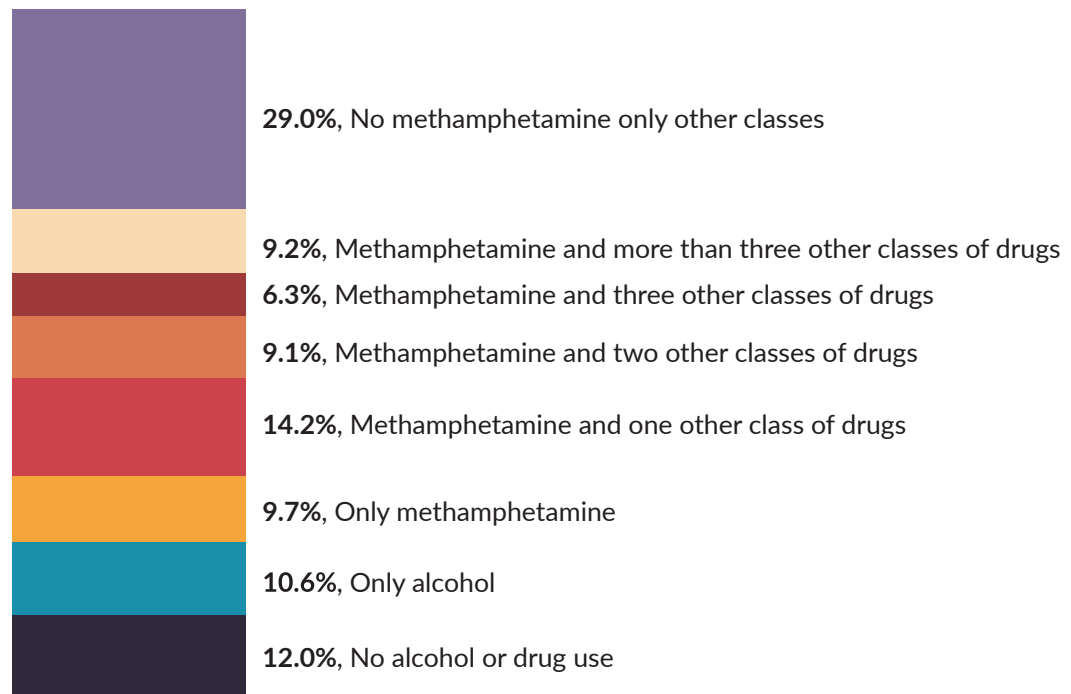 29.0%, No methamphetamine only other classes
9.2%, Methamphetamine and more than three other classes of drugs
6.3%, Methamphetamine and three other classes of drugs
9.1%, Methamphetamine and two other classes of drugs
14.2%, Methamphetamine and one other class of drugs
9.7%, Only methamphetamine
10.6%, Only alcohol
12.0%, No alcohol or drug use